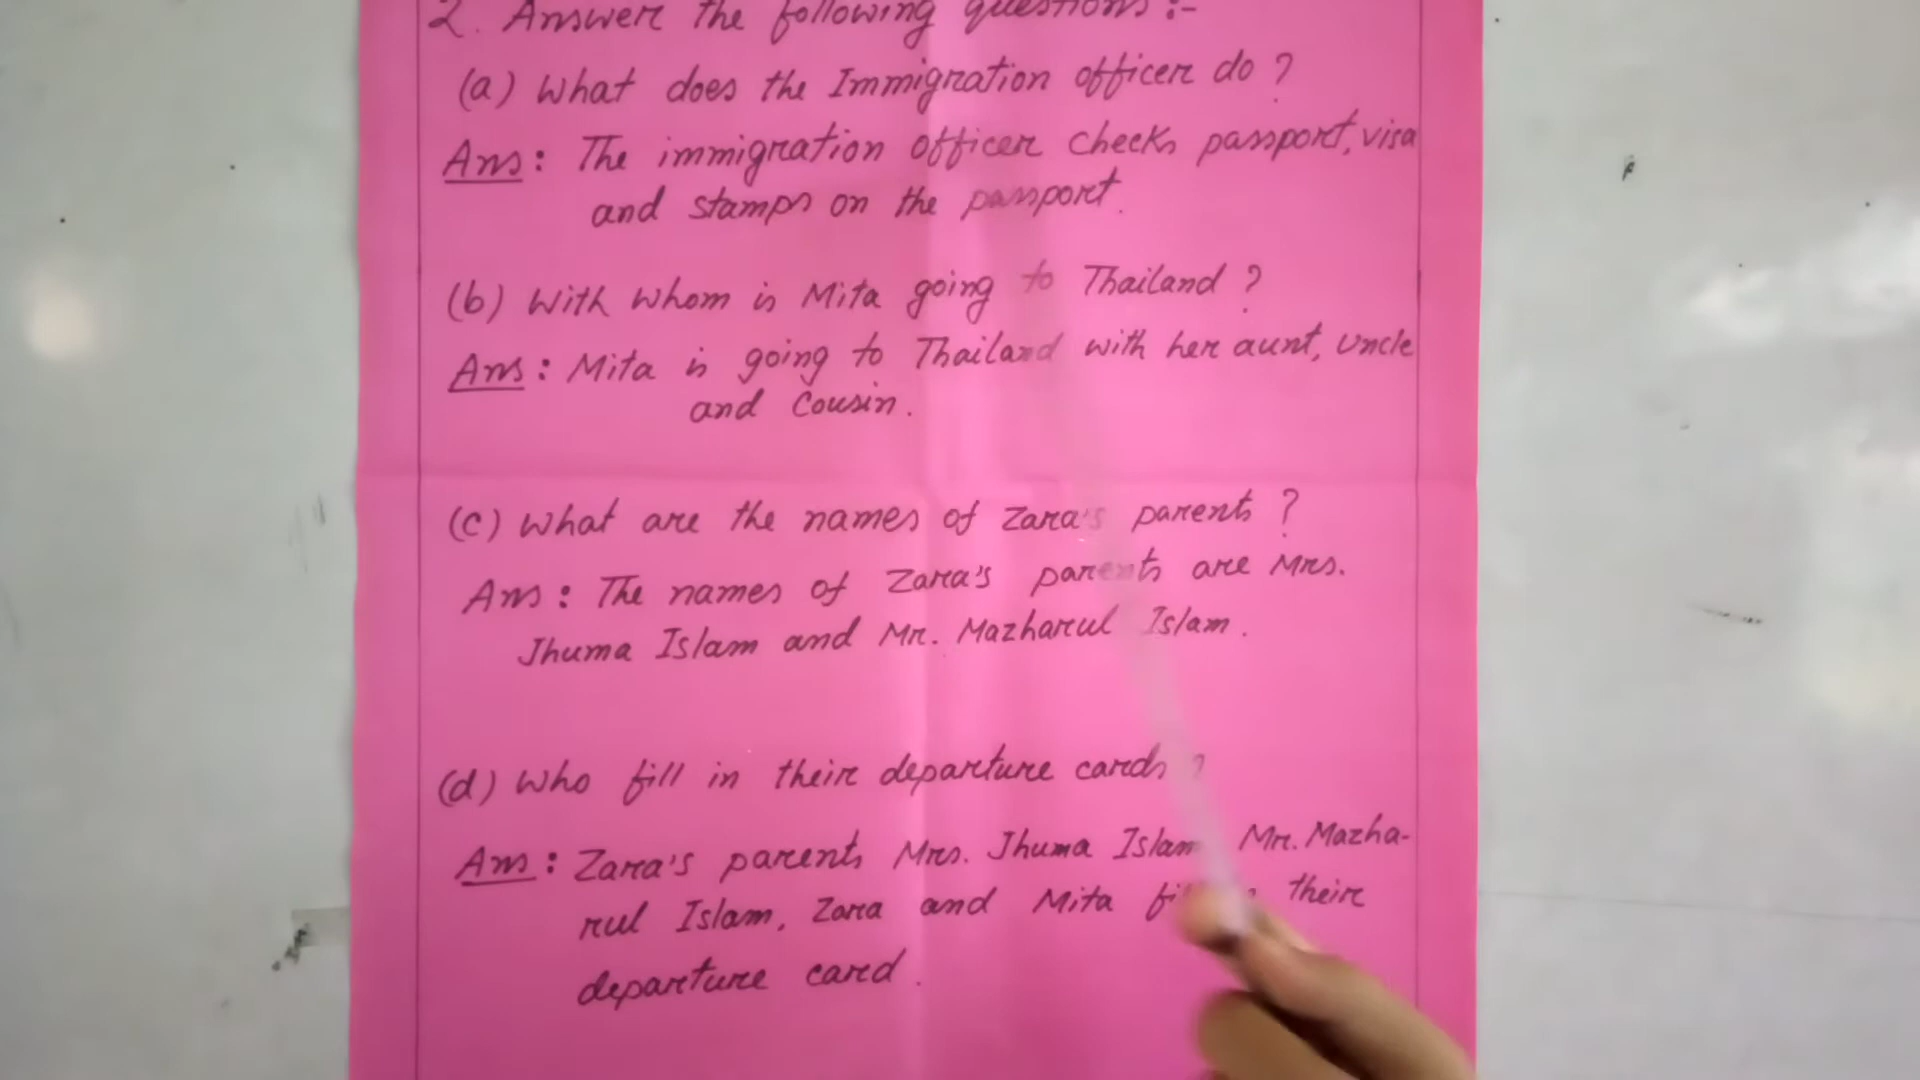 2. Answer the following questions :-
(a) What does the Immigration officer do ?
Ans : The immigration officer checks passport, visa
and stamps on the passport.
(b) With whom is Mita going to Thailand ?
Ans : Mita is going to Thailand with her aunt, uncle
and cousin.
(c) What are the names of Zara's parents ?
Ans : The names of Zara's parents are Mrs.
Jhuma Islam and Mr. Mazharul Islam.
(d) Who fill in their departure cards ?
Ans : Zara's parents Mrs. Jhuma Islam Mr. Mazha-
rul Islam, Zara and Mita their
departure card.